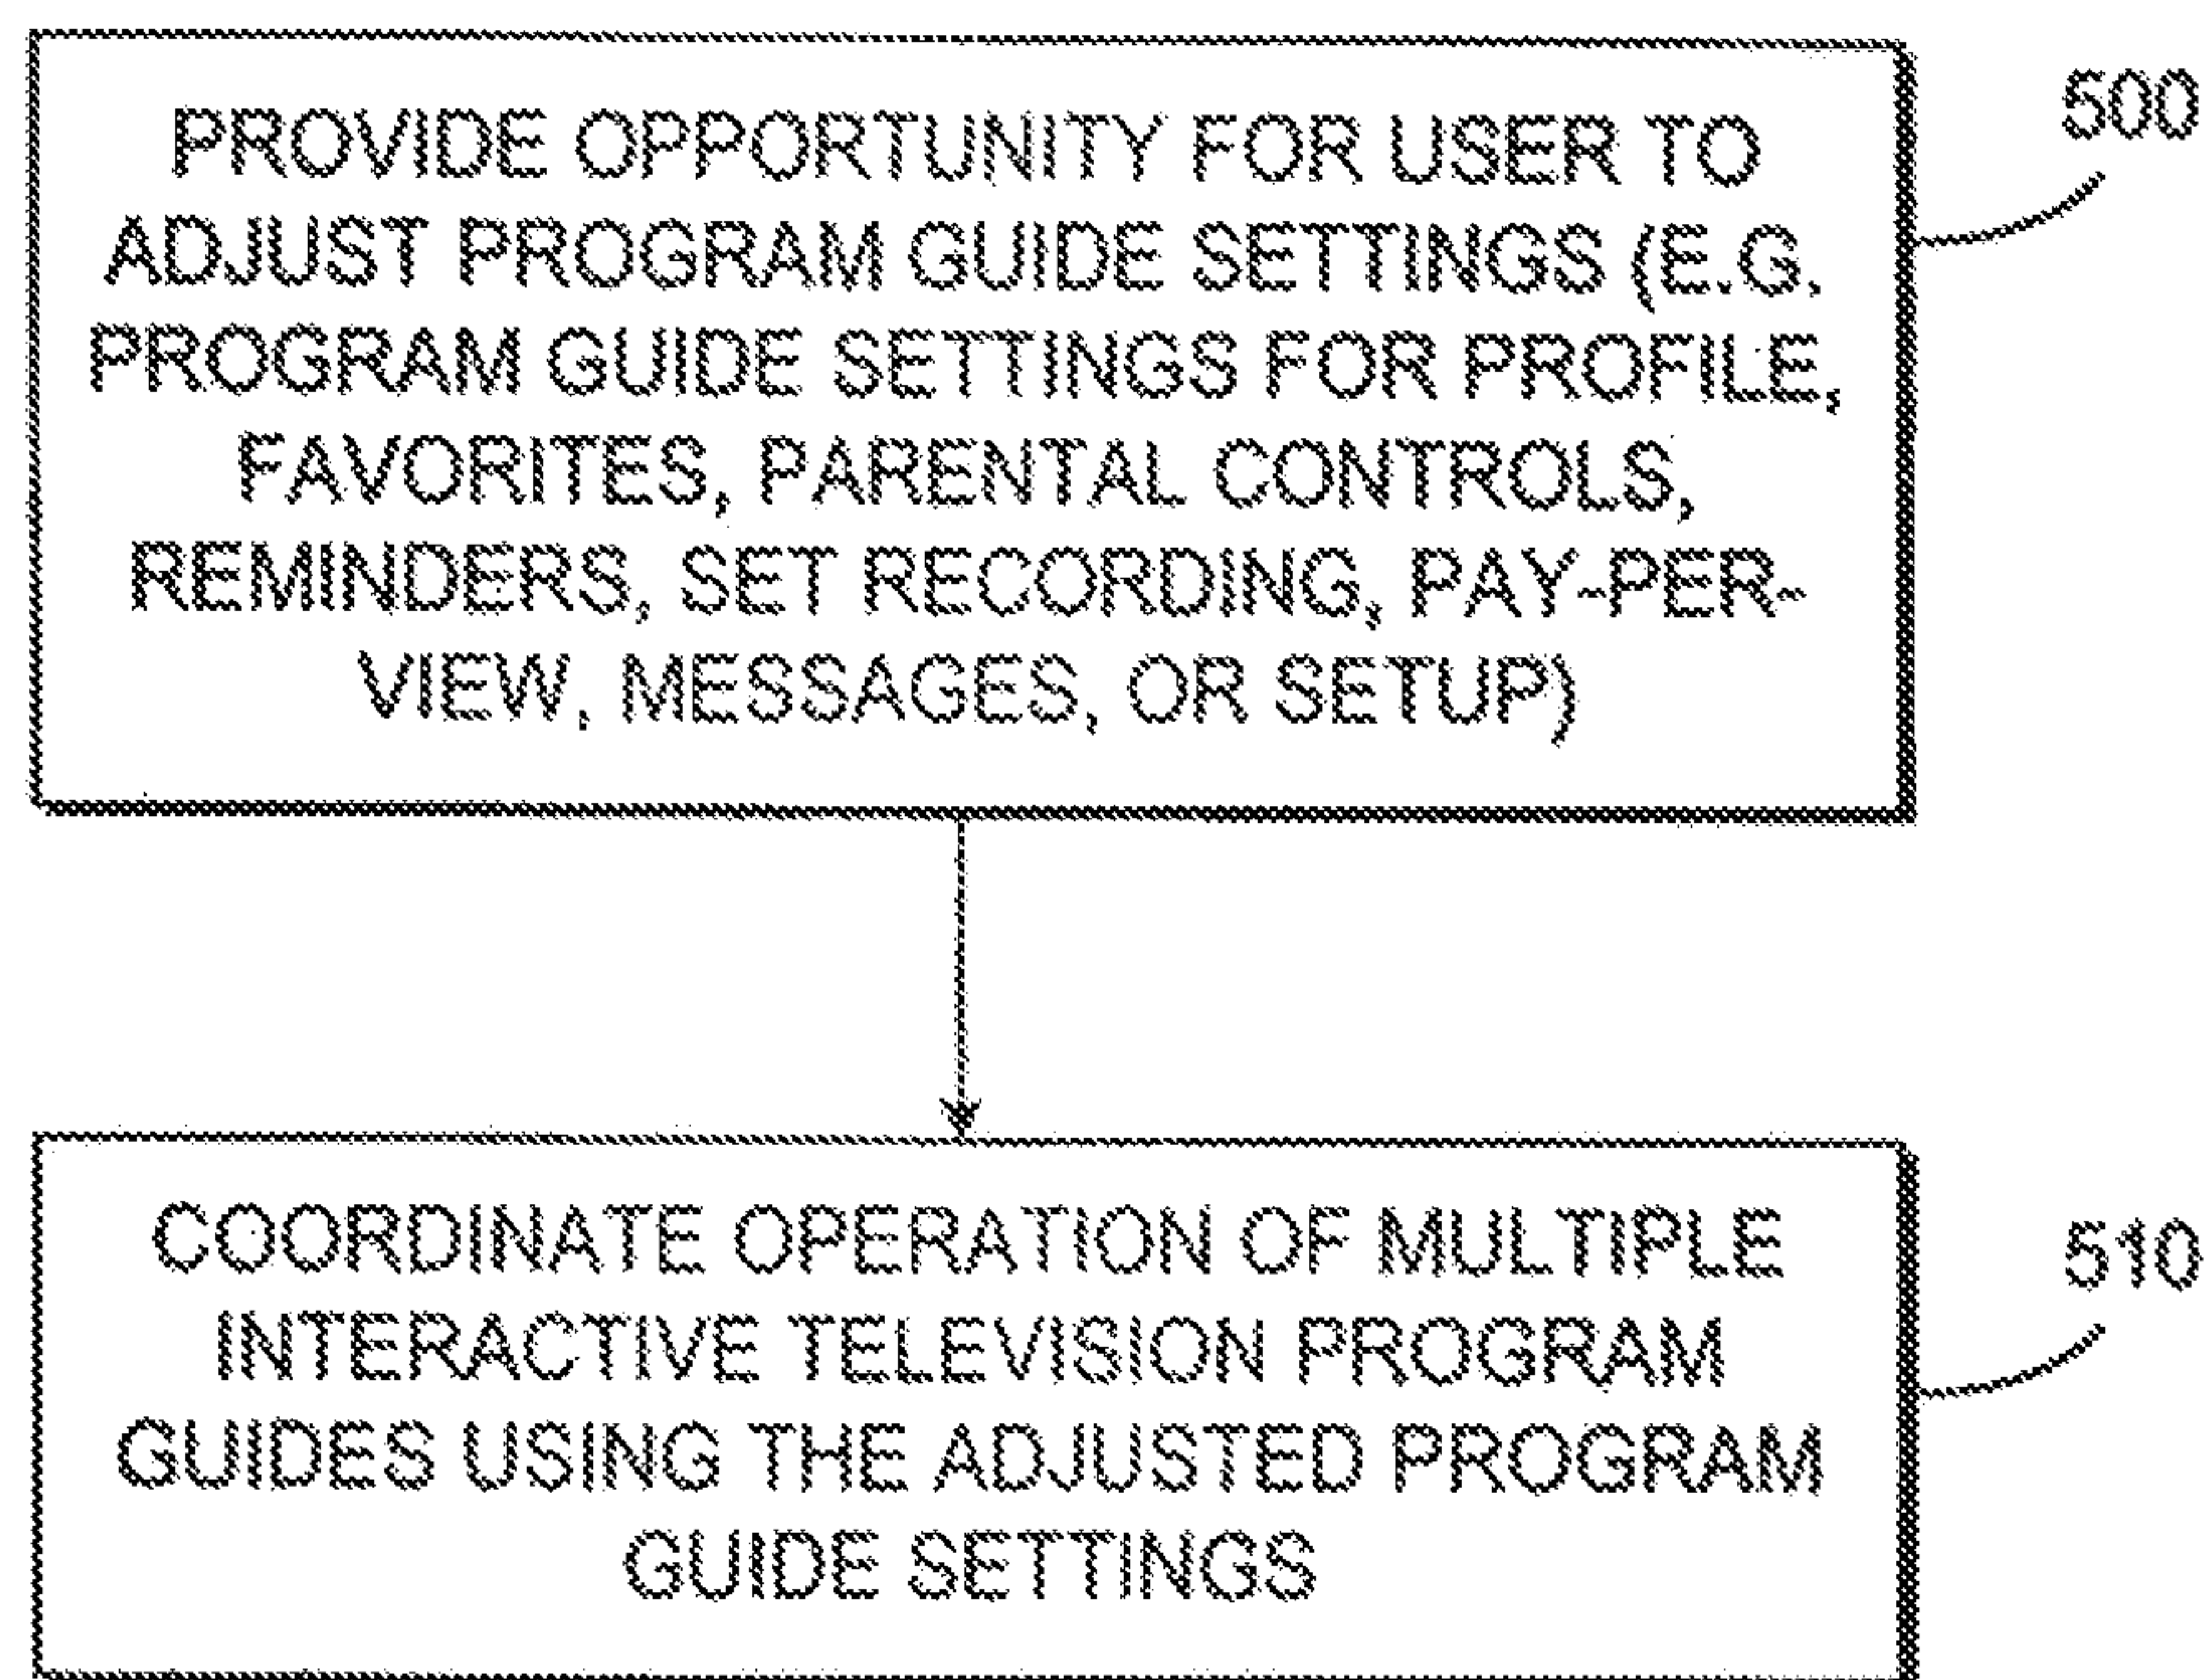 PROVIDE OPPORTUNITY FOR USER TO
ADJUST PROGRAM GUIDE SETTINGS (E.G.
PROGRAM GUIDE SETTINGS FOR PROFILE,
FAVORITES, PARENTAL CONTROLS,
REMINDERS, SET RECORDING, PAY-PER-
VIEW, MESSAGES, OR SETUP)
500
COORDINATE OPERATION OF MULTIPLE
INTERACTIVE TELEVISION PROGRAM
GUIDES USING THE ADJUSTED PROGRAM
GUIDE SETTINGS
510